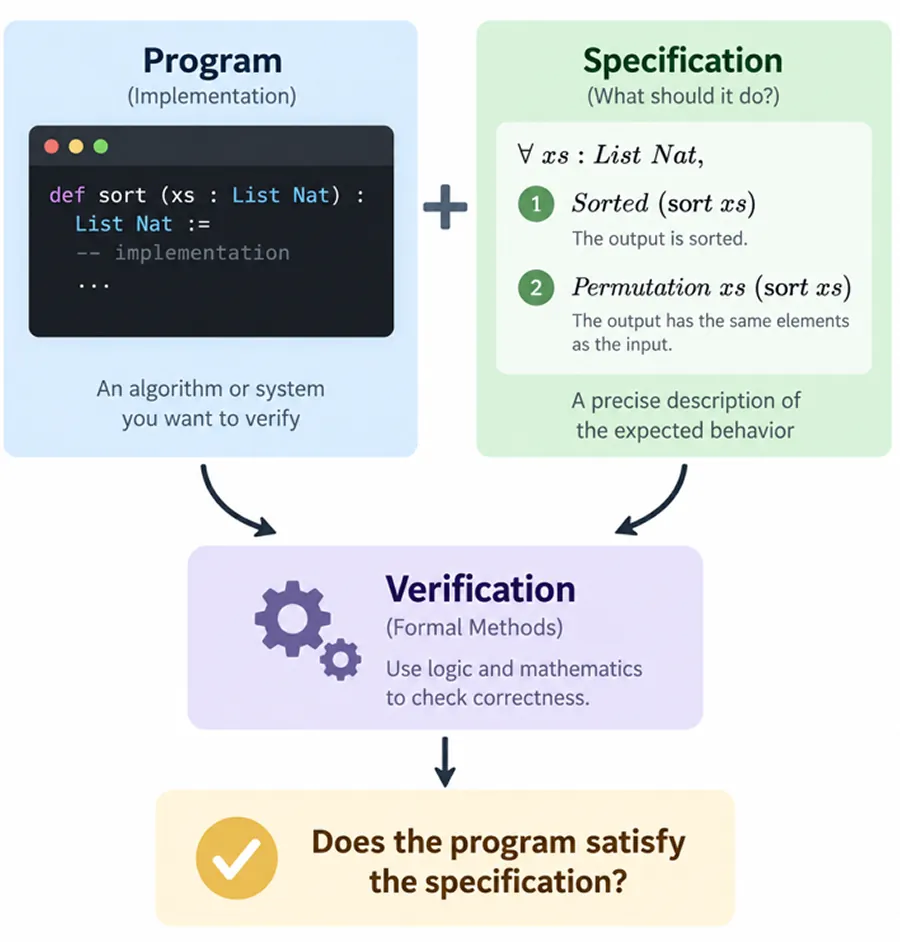 Program
(Implementation)
def sort (xs : List Nat) :
List Nat :=
-- implementation
...
An algorithm or system
you want to verify
+
Specification
(What should it do?)
∀ xs : List Nat,
1 Sorted (sort xs)
The output is sorted.
2 Permutation xs (sort xs)
The output has the same elements
as the input.
A precise description of
the expected behavior
Verification
(Formal Methods)
Use logic and mathematics
to check correctness.
Does the program satisfy
the specification?